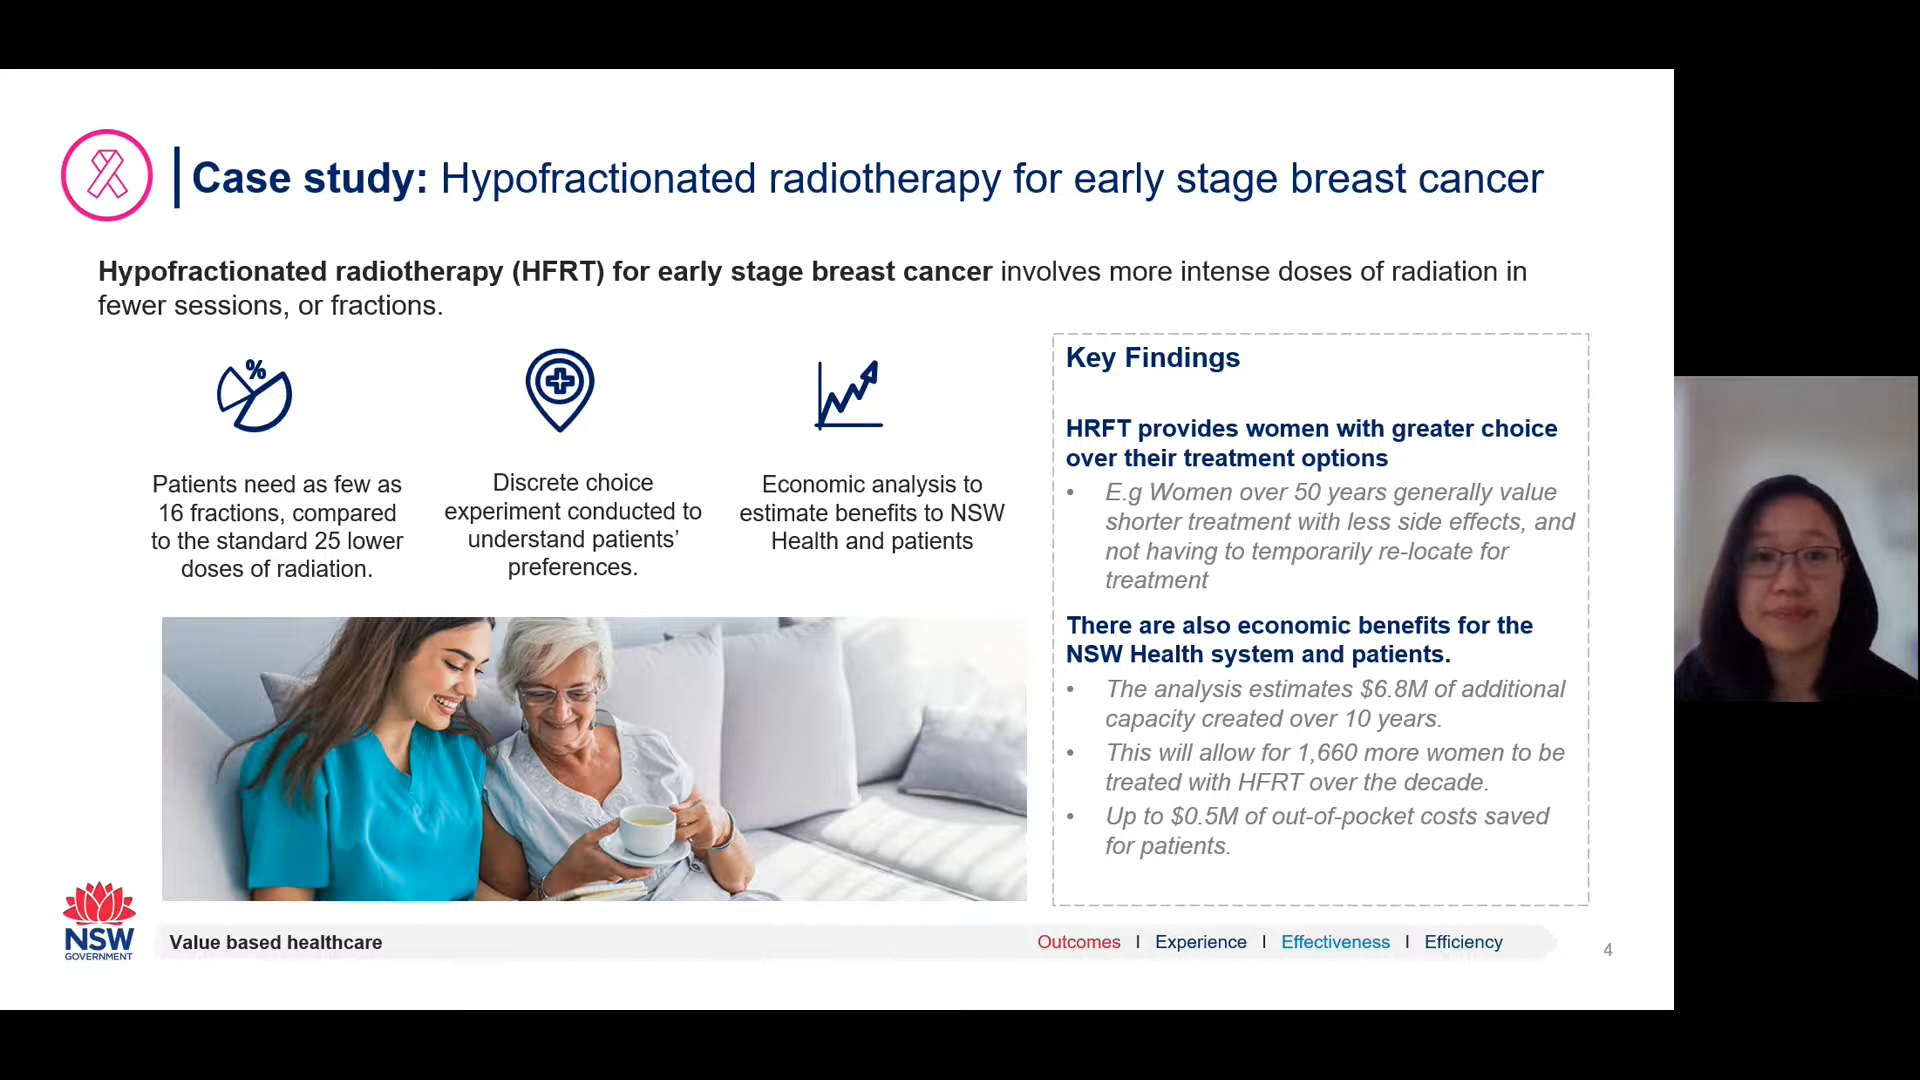 Case study: Hypofractionated radiotherapy for early stage breast cancer
Hypofractionated radiotherapy (HFRT) for early stage breast cancer involves more intense doses of radiation in
fewer sessions, or fractions.
%
Patients need as few as
16 fractions, compared
to the standard 25 lower
doses of radiation.
Discrete choice
experiment conducted to
understand patients’
preferences.
Economic analysis to
estimate benefits to NSW
Health and patients
Key Findings
HRFT provides women with greater choice
over their treatment options
• E.g Women over 50 years generally value
shorter treatment with less side effects, and
not having to temporarily re-locate for
treatment
There are also economic benefits for the
NSW Health system and patients.
• The analysis estimates $6.8M of additional
capacity created over 10 years.
• This will allow for 1,660 more women to be
treated with HFRT over the decade.
• Up to $0.5M of out-of-pocket costs saved
for patients.
NSW
GOVERNMENT
Value based healthcare
Outcomes I Experience I Effectiveness I Efficiency
4